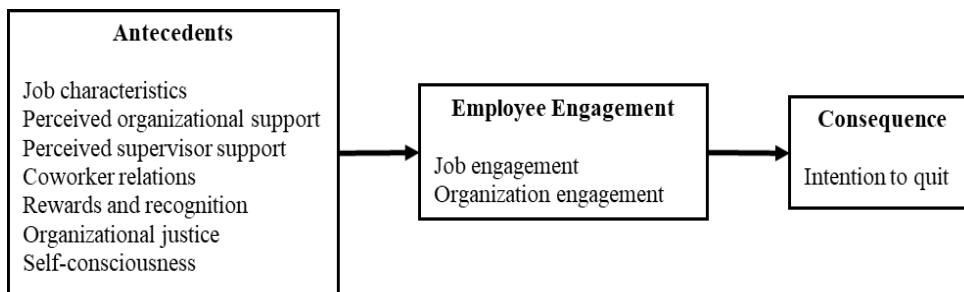 Antecedents
Job characteristics
Perceived organizational support
Perceived supervisor support
Coworker relations
Rewards and recognition
Organizational justice
Self-consciousness
Employee Engagement
Job engagement
Organization engagement
Consequence
Intention to quit